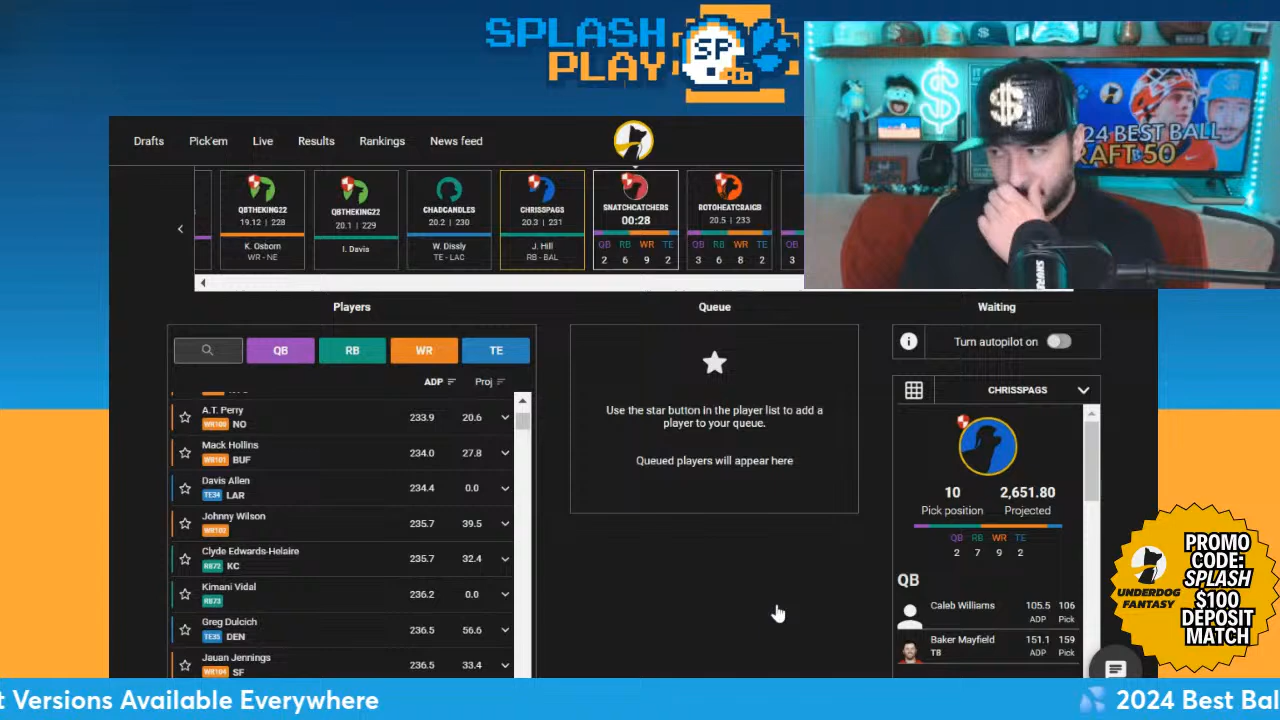 SPLASH
PLAY
SP
24 BEST BALL
RAFT 50
Drafts
Pick'em
Live
Results
Rankings
News feed
QBTHEKING22
19.12 | 228
K. Osborn
WR - NE
QBTHEKING22
20.1 | 229
I. Davis
CHADCANDLES
20.2 | 230
W. Dissly
TE - LAC
CHRISSPAGS
20.3 | 231
J. Hill
RB - BAL
SNATCHCATCHERS
00:28
QB RB WR TE
2 6 9 2
ROTOHEATCRAIGB
20.5 | 233
QB RB WR TE
3 6 8 2
QB
3
Players
Queue
Waiting
QB
RB
WR
TE
ADP
Proj
A.T. Perry
WR100 NO
233.9
20.6
Mack Hollins
WR101 BUF
234.0
27.8
Davis Allen
TE34 LAR
234.4
0.0
Johnny Wilson
WR102
235.7
39.5
Clyde Edwards-Helaire
RB72 KC
235.7
32.4
Kimani Vidal
RB73
236.2
0.0
Greg Dulcich
TE35 DEN
236.5
56.6
Jauan Jennings
WR104 SF
236.5
33.4
Use the star button in the player list to add a
player to your queue.
Queued players will appear here
Turn autopilot on
CHRISSPAGS
10
2,651.80
Pick position
Projected
QB RB WR TE
2 7 9 2
QB
Caleb Williams
105.5 106
ADP Pick
Baker Mayfield
TB
151.1 159
ADP Pick
UNDERDOG
FANTASY
PROMO
CODE:
SPLASH
$100
DEPOSIT
MATCH
t Versions Available Everywhere
2024 Best Bal